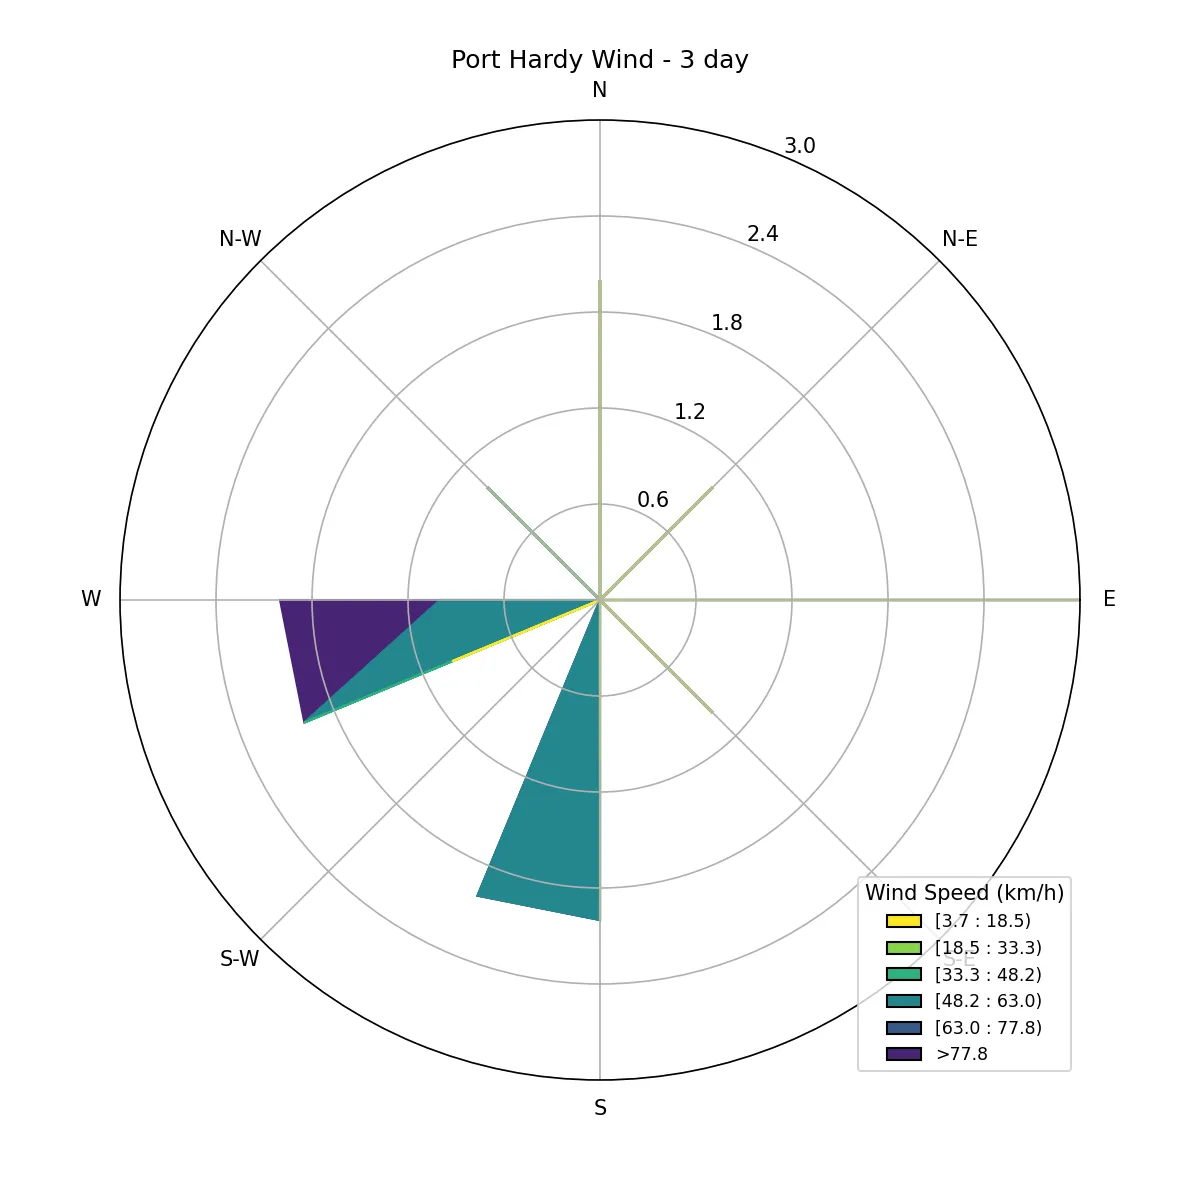 Port Hardy Wind - 3 day
N
3.0
N-W
2.4
N-E
1.8
1.2
0.6
W
E
Wind Speed (km/h)
[3.7 : 18.5)
[18.5 : 33.3)
S-W
S-E
[33.3 : 48.2)
[48.2 : 63.0)
[63.0 : 77.8)
>77.8
S